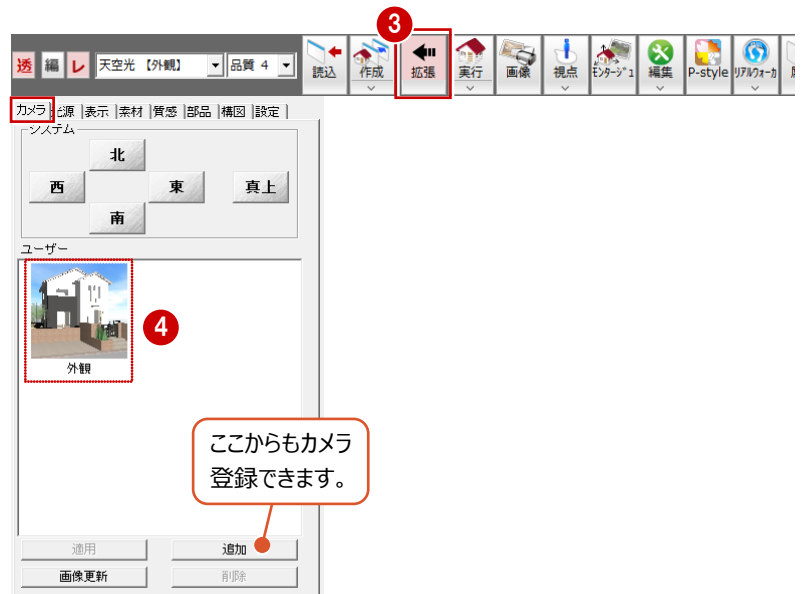 3
透 編 レ 天空光 【外観】 品質 4 読込 作成 拡張 実行 画像 視点 ﾓﾝﾀｰｼﾞｭ 編集 P-style ﾘｱﾙｳｫｰｶ
カメラ 光源 表示 素材 質感 部品 構図 設定
システム
北
西 東 真上
南
ユーザー
4
外観
ここからもカメラ
登録できます。
適用 追加
画像更新 削除